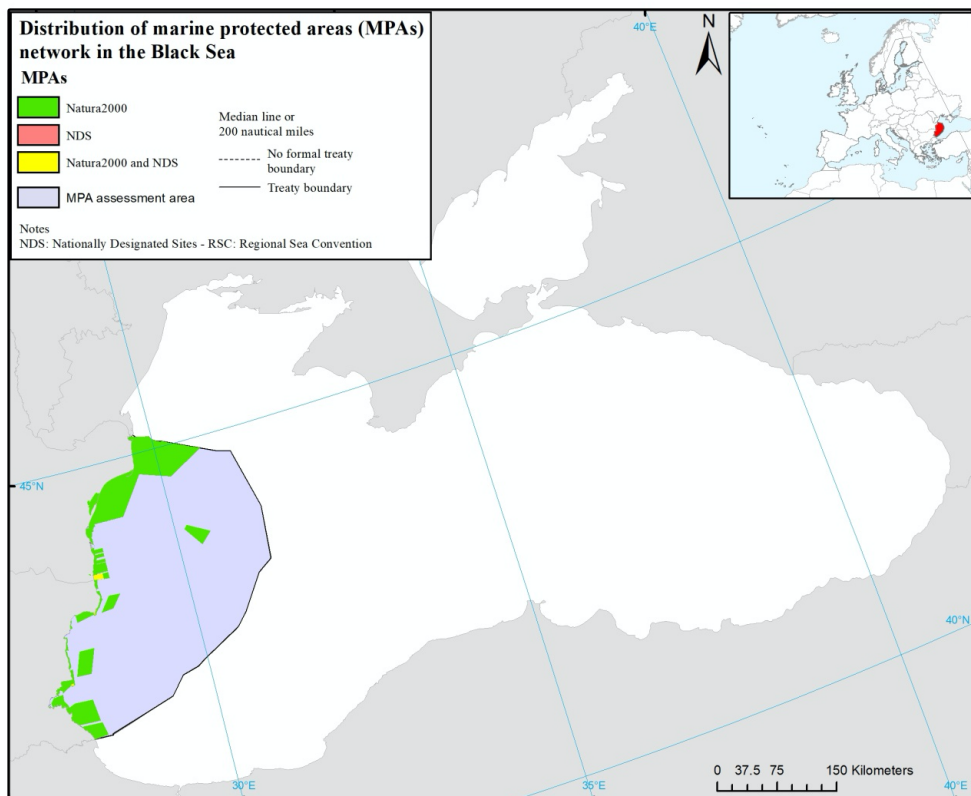 Distribution of marine protected areas (MPAs)
network in the Black Sea
MPAs
Natura2000
NDS
Natura2000 and NDS
MPA assessment area
Median line or
200 nautical miles
No formal treaty
boundary
Treaty boundary
Notes
NDS: Nationally Designated Sites - RSC: Regional Sea Convention
N
40°E
45°N
40°N
30°E
35°E
40°E
0 37.5 75 150 Kilometers